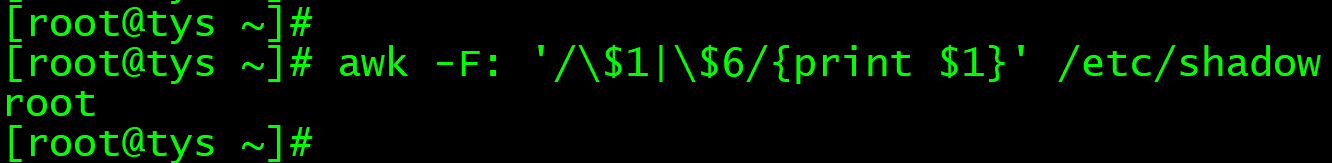 [root@tys ~]#
[root@tys ~]# awk -F: '/\$1|\$6/{print $1}' /etc/shadow
root
[root@tys ~]#